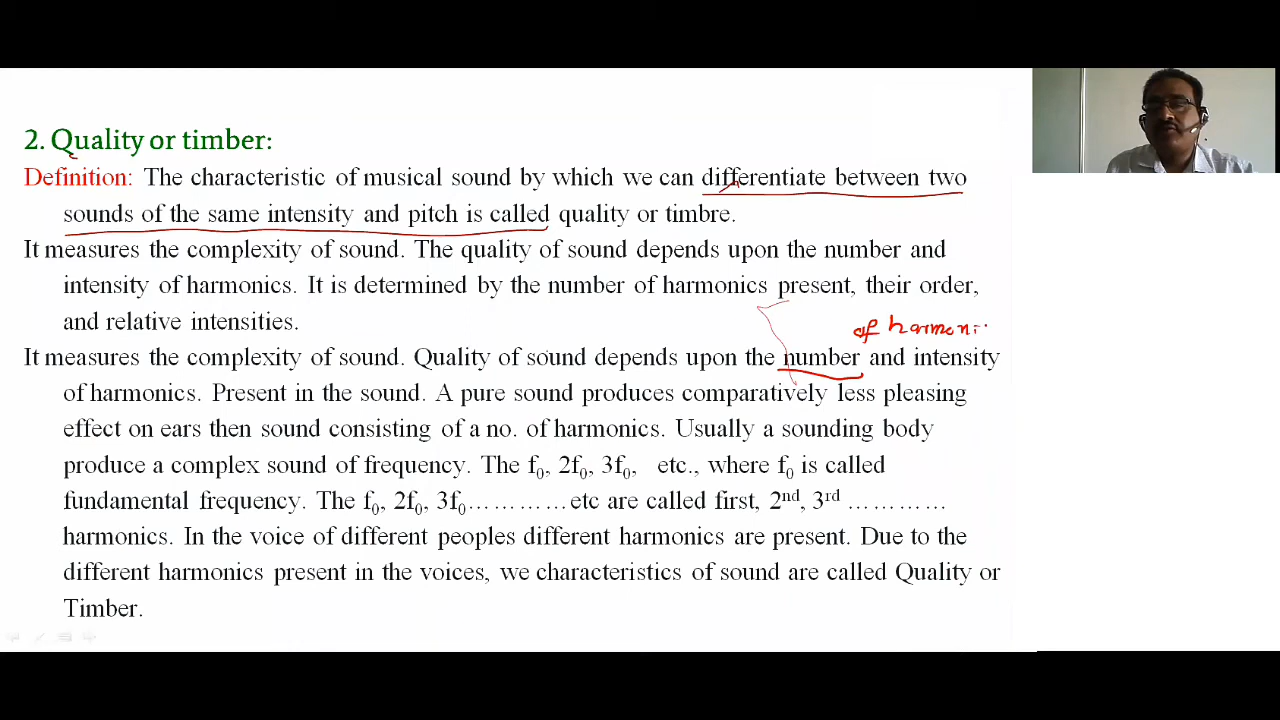 2. Quality or timber:
Definition: The characteristic of musical sound by which we can differentiate between two
sounds of the same intensity and pitch is called quality or timbre.
It measures the complexity of sound. The quality of sound depends upon the number and
intensity of harmonics. It is determined by the number of harmonics present, their order,
and relative intensities.
of harmoni
It measures the complexity of sound. Quality of sound depends upon the number and intensity
of harmonics. Present in the sound. A pure sound produces comparatively less pleasing
effect on ears then sound consisting of a no. of harmonics. Usually a sounding body
produce a complex sound of frequency. The f₀, 2f₀, 3f₀, etc., where f₀ is called
fundamental frequency. The f₀, 2f₀, 3f₀…………etc are called first, 2nd, 3rd …………
harmonics. In the voice of different peoples different harmonics are present. Due to the
different harmonics present in the voices, we characteristics of sound are called Quality or
Timber.